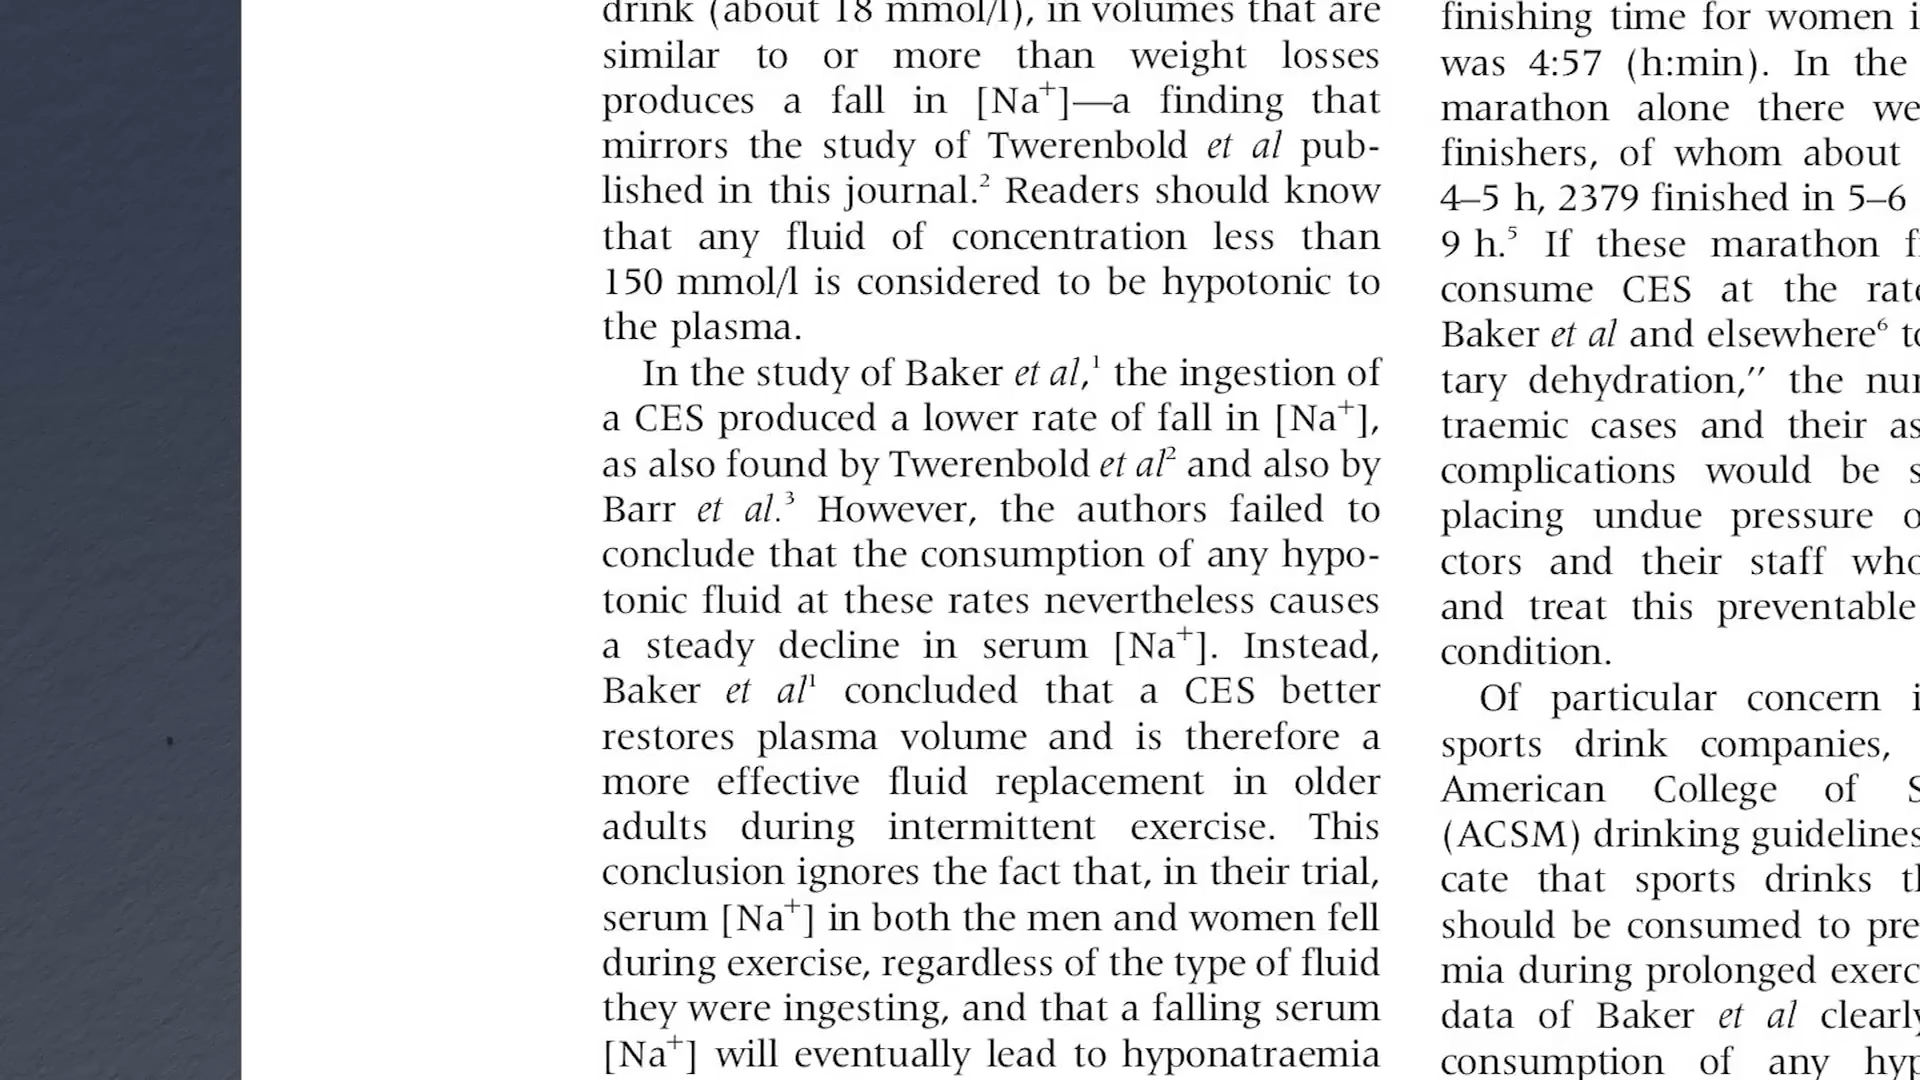 drink (about 18 mmol/l), in volumes that are
similar to or more than weight losses
produces a fall in [Na⁺]—a finding that
mirrors the study of Twerenbold et al pub-
lished in this journal.² Readers should know
that any fluid of concentration less than
150 mmol/l is considered to be hypotonic to
the plasma.
In the study of Baker et al,¹ the ingestion of
a CES produced a lower rate of fall in [Na⁺],
as also found by Twerenbold et al² and also by
Barr et al.³ However, the authors failed to
conclude that the consumption of any hypo-
tonic fluid at these rates nevertheless causes
a steady decline in serum [Na⁺]. Instead,
Baker et al¹ concluded that a CES better
restores plasma volume and is therefore a
more effective fluid replacement in older
adults during intermittent exercise. This
conclusion ignores the fact that, in their trial,
serum [Na⁺] in both the men and women fell
during exercise, regardless of the type of fluid
they were ingesting, and that a falling serum
[Na⁺] will eventually lead to hyponatraemia
finishing time for women
was 4:57 (h:min). In the
marathon alone there
finishers, of whom about
4–5 h, 2379 finished in 5–6
9 h.⁵ If these marathon
consume CES at the
Baker et al and elsewhere⁶
tary dehydration,’’ the
traemic cases and their
complications would be
placing undue pressure
ctors and their staff
and treat this preventable
condition.
Of particular concern
sports drink companies,
American College of
(ACSM) drinking guidelines
cate that sports drinks
should be consumed to
mia during prolonged
data of Baker et al
consumption of any